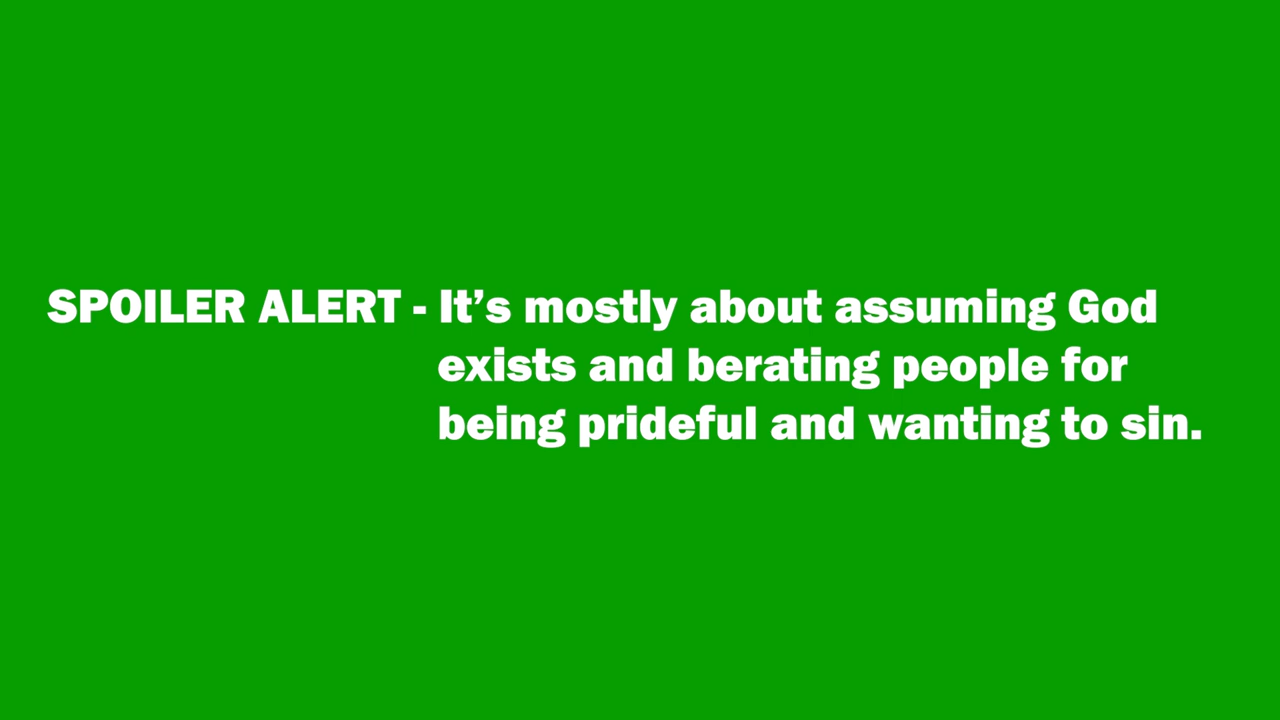 SPOILER ALERT - It’s mostly about assuming God
exists and berating people for
being prideful and wanting to sin.